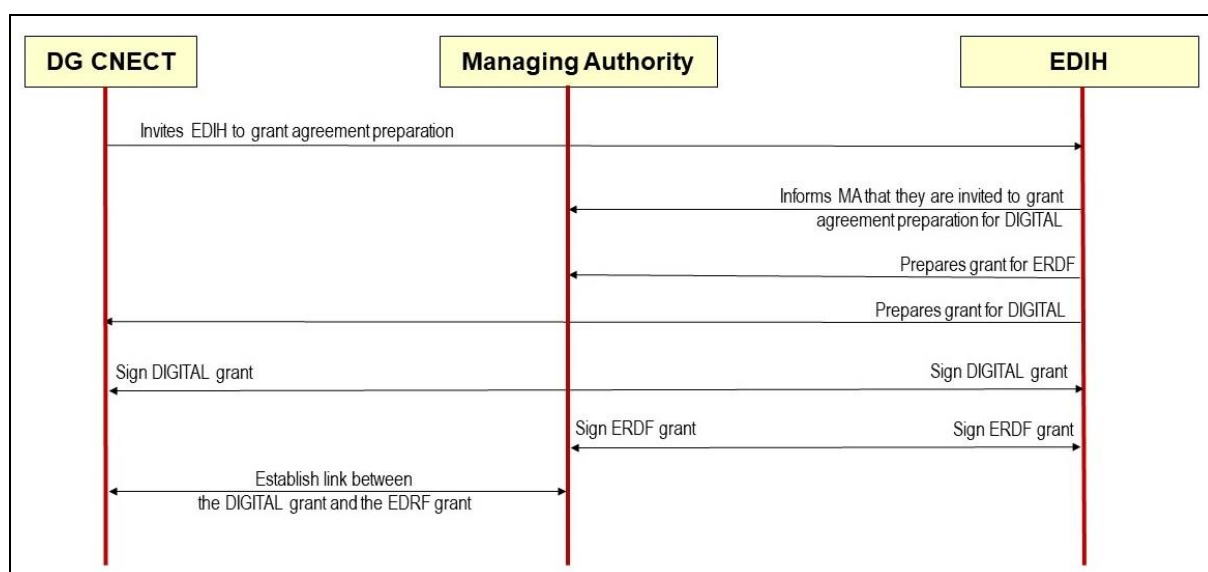 DG CNECT
Managing Authority
EDIH
Invites EDIH to grant agreement preparation
Informs MA that they are invited to grant
agreement preparation for DIGITAL
Prepares grant for ERDF
Prepares grant for DIGITAL
Sign DIGITAL grant
Sign DIGITAL grant
Sign ERDF grant
Sign ERDF grant
Establish link between
the DIGITAL grant and the EDRF grant